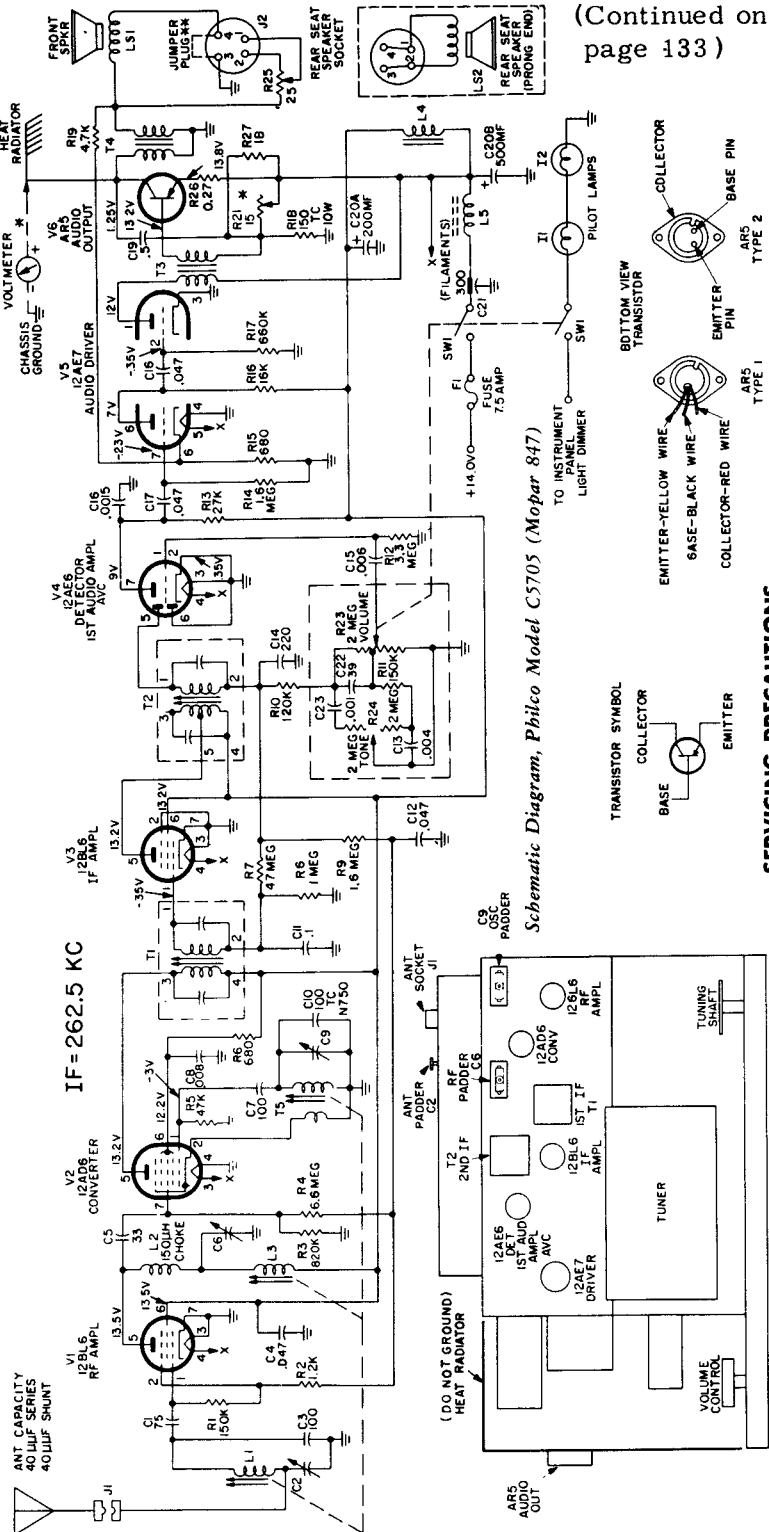 (Continued on
page 133)
ANT CAPACITY
40 µµF SERIES
40 µµF SHUNT
J1
L1
C2
C3
100
C1
75
R1
150K
V1
12BL6
RF AMPL
13.5V
13.5V
R2
1.2K
C4
.047
IF=262.5 KC
C5
33
L2
150µH
CHOKE
C6
L3
R3
820K
R4
6.6 MEG
V2
12AD6
CONVERTER
13.2V
12.2V
-3V
R5
47K
C8
.008
C7
100
R6
680
T5
C9
C10
100
TC
N750
T1
C11
.1
-.35V
V3
12BL6
IF AMPL
13.2V
13.2V
R7
47 MEG
R6
1 MEG
R9
1.6 MEG
C12
.047
T2
R10
120K
C14
220
C23
.001
C22
39
R23
2 MEG
VOLUME
R11
150K
R24
2 MEG
2 MEG
TONE
C13
.004
C15
.006
R12
3.3
MEG
V4
12AE6
DETECTOR
1ST AUDIO AMPL
AVC
9V
.35V
C16
.0015
C17
.047
R13
27K
R14
1.6
MEG
R15
680
-.23V
7V
V5
12AE7
AUDIO DRIVER
C16
.047
R16
16K
-.35V
R17
660K
12V
T3
C19
.5
13.2V
1.25V
V6
AR5
AUDIO
OUTPUT
R26
0.27
13.8V
R21
15
*
R27
18
R18
150
TC
10W
C20A
200MF
VOLTMETER
*
CHASSIS
GROUND
HEAT
RADIATOR
R19
4.7K
T4
FRONT
SPKR
LS1
JUMPER
PLUG**
J2
R25
25
REAR SEAT
SPEAKER
SOCKET
LS2
REAR SEAT
SPEAKER
(PRONG END)
L4
C20B
500MF
L5
(FILAMENTS)
X
300
C21
SW1
F1
FUSE
7.5 AMP
+14.0V
I1
I2
PILOT LAMPS
SW1
TO INSTRUMENT
PANEL
LIGHT DIMMER
Schematic Diagram, Philco Model C5705 (Mopar 847)
TRANSISTOR SYMBOL
COLLECTOR
BASE
EMITTER
BOTTOM VIEW
TRANSISTOR
EMITTER-YELLOW WIRE
BASE-BLACK WIRE
COLLECTOR-RED WIRE
AR5
TYPE 1
COLLECTOR
BASE PIN
EMITTER
PIN
AR5
TYPE 2
ANT
PADDER
C2
ANT
SOCKET
J1
C9
OSC
PADDER
RF
PADDER
C6
T2
2ND IF
12AD6
CONV
12BL6
RF
AMPL
1ST IF
T1
12BL6
IF
AMPL
12AE6
DET
1ST AUD
AMPL
AVC
12AE7
DRIVER
TUNER
TUNING
SHAFT
(DO NOT GROUND)
HEAT RADIATOR
AR5
AUDIO
OUT
VOLUME
CONTROL
SERVICING PRECAUTIONS